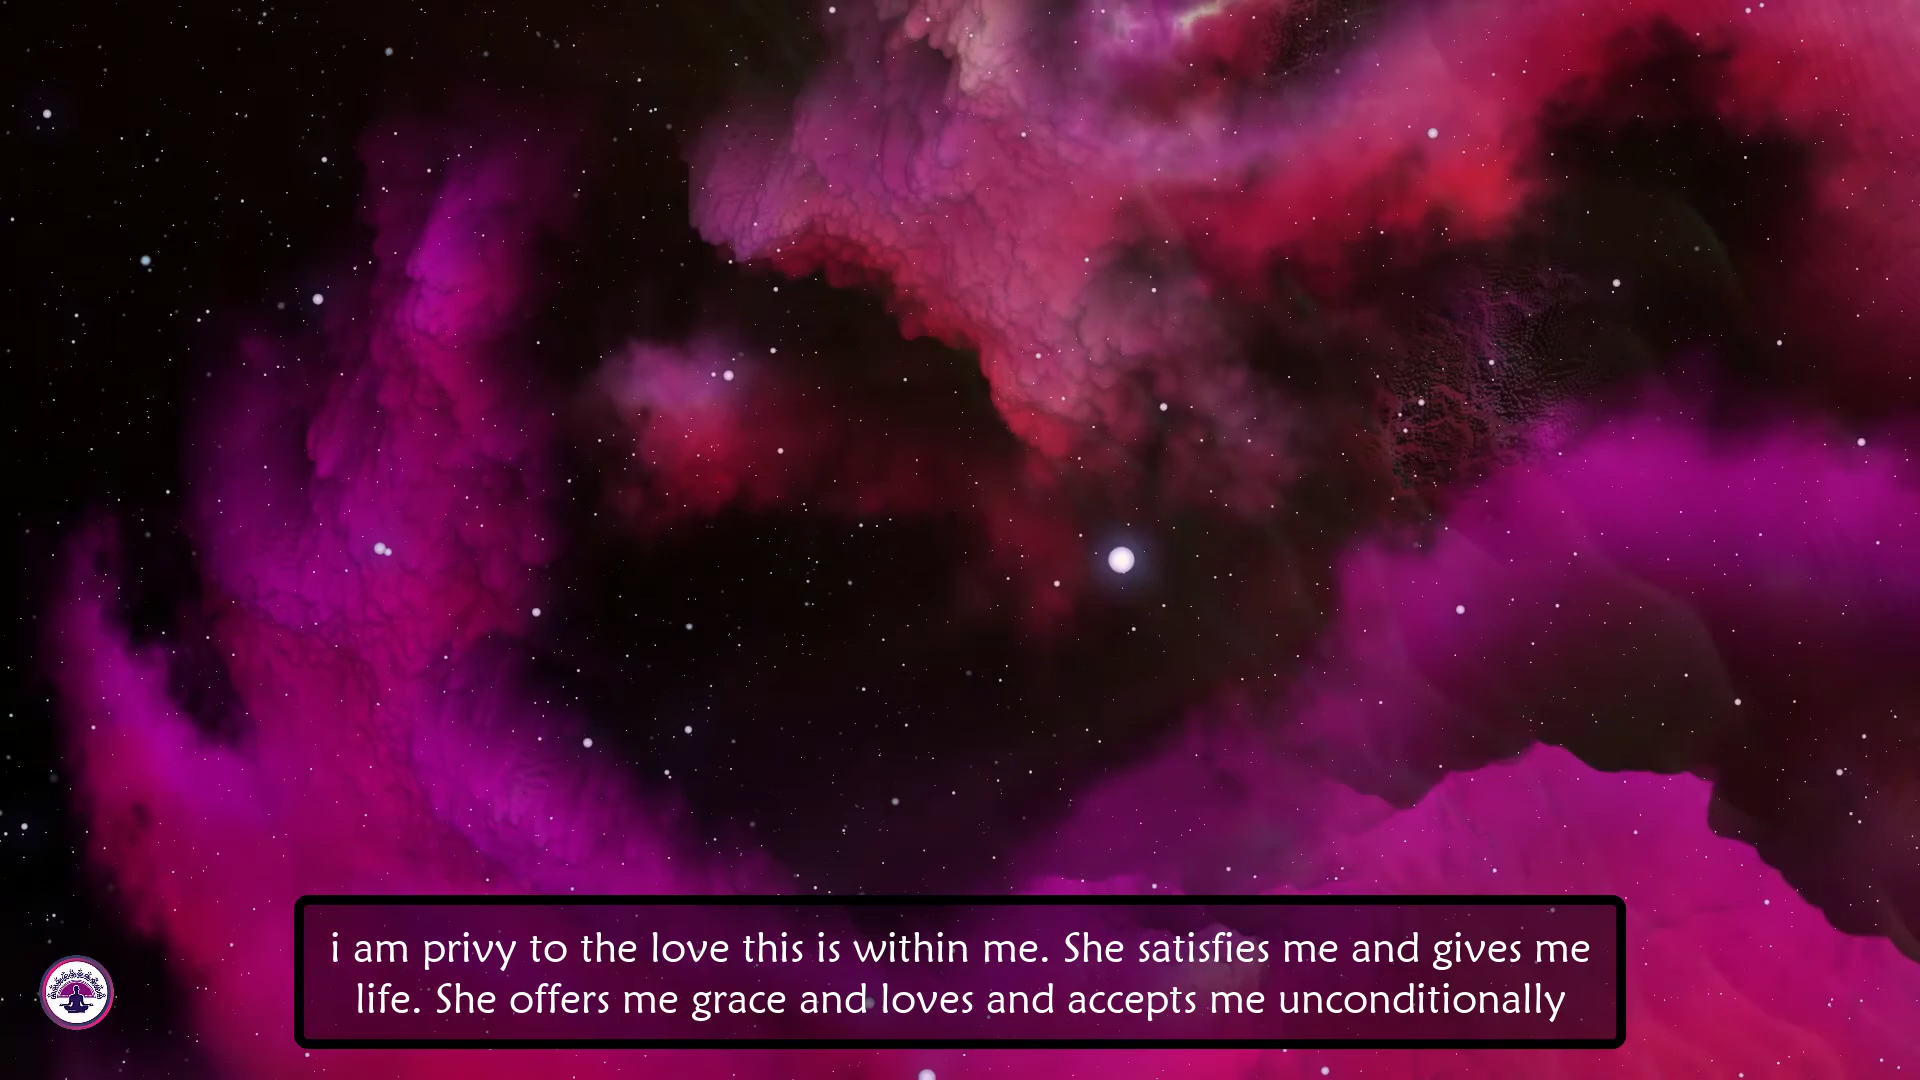 i am privy to the love this is within me. She satisfies me and gives me
life. She offers me grace and loves and accepts me unconditionally